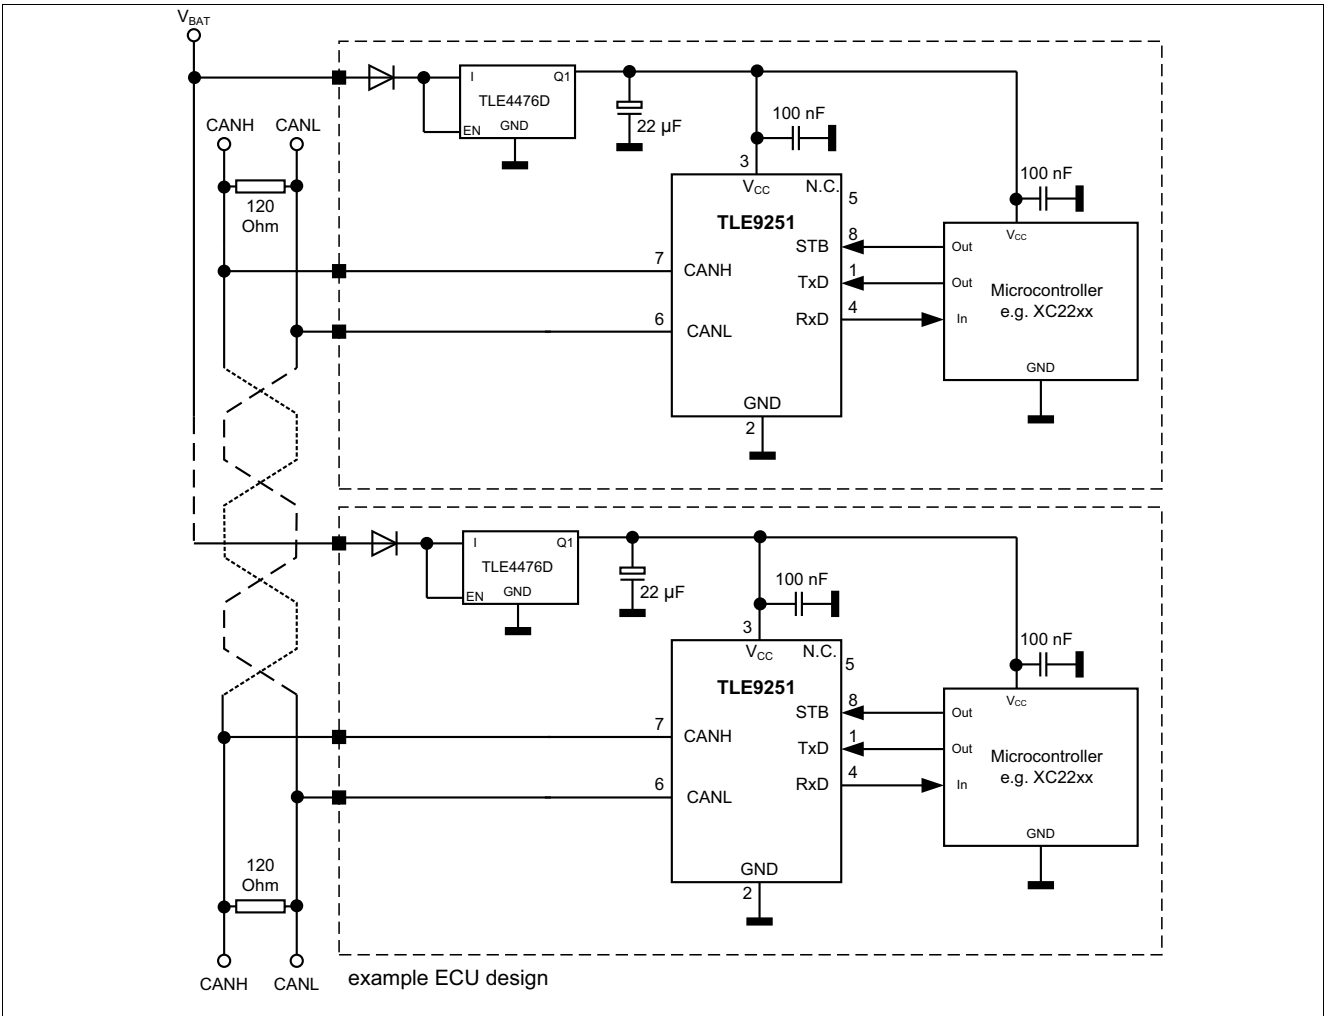 VBAT
CANH CANL
120
Ohm
I Q1
TLE4476D
EN GND
22 µF
100 nF
3
VCC N.C.
5
TLE9251
STB 8
TxD 1
RxD 4
7 CANH
6 CANL
GND
2
100 nF
VCC
Out
Out
In
Microcontroller
e.g. XC22xx
GND
I Q1
TLE4476D
EN GND
22 µF
100 nF
3
VCC N.C.
5
TLE9251
STB 8
TxD 1
RxD 4
7 CANH
6 CANL
GND
2
100 nF
VCC
Out
Out
In
Microcontroller
e.g. XC22xx
GND
120
Ohm
CANH CANL
example ECU design